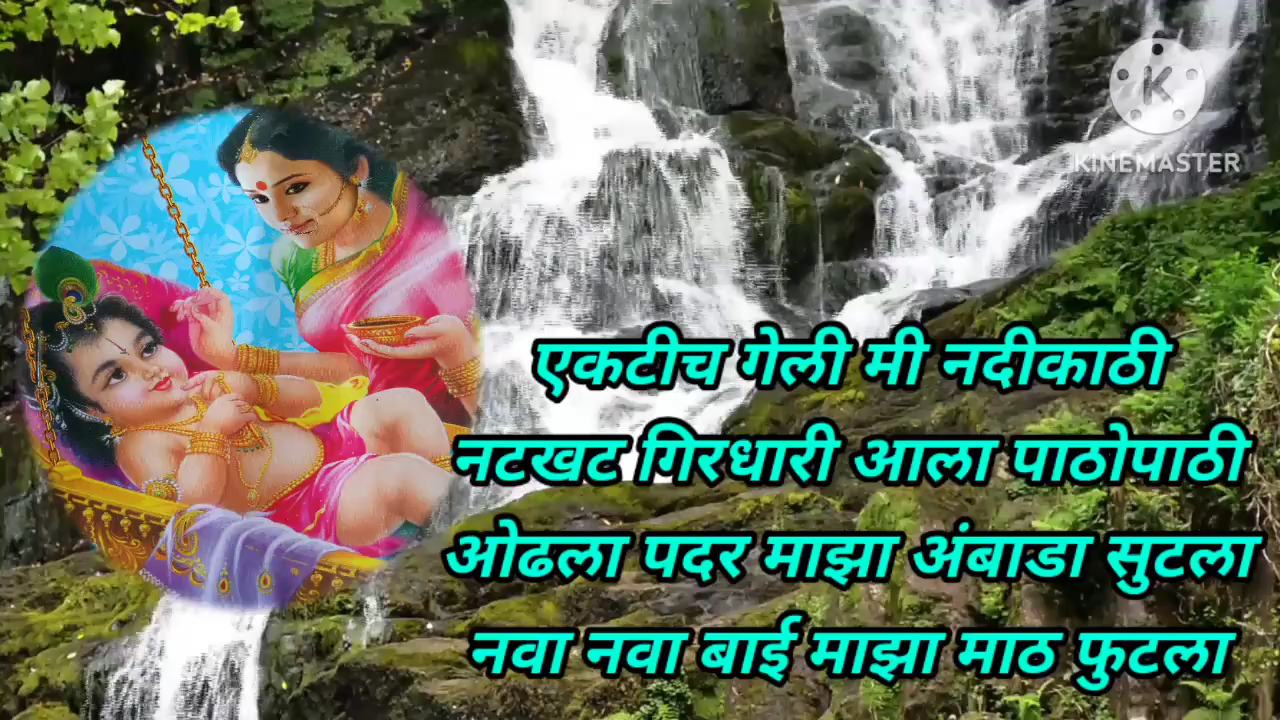 KINEMASTER
एकटीच गेली मी नदीकाठी
नटखट गिरधारी आला पाठोपाठी
ओढला पदर माझा अंबाडा सुटला
नवा नवा बाई माझा माठ फुटला